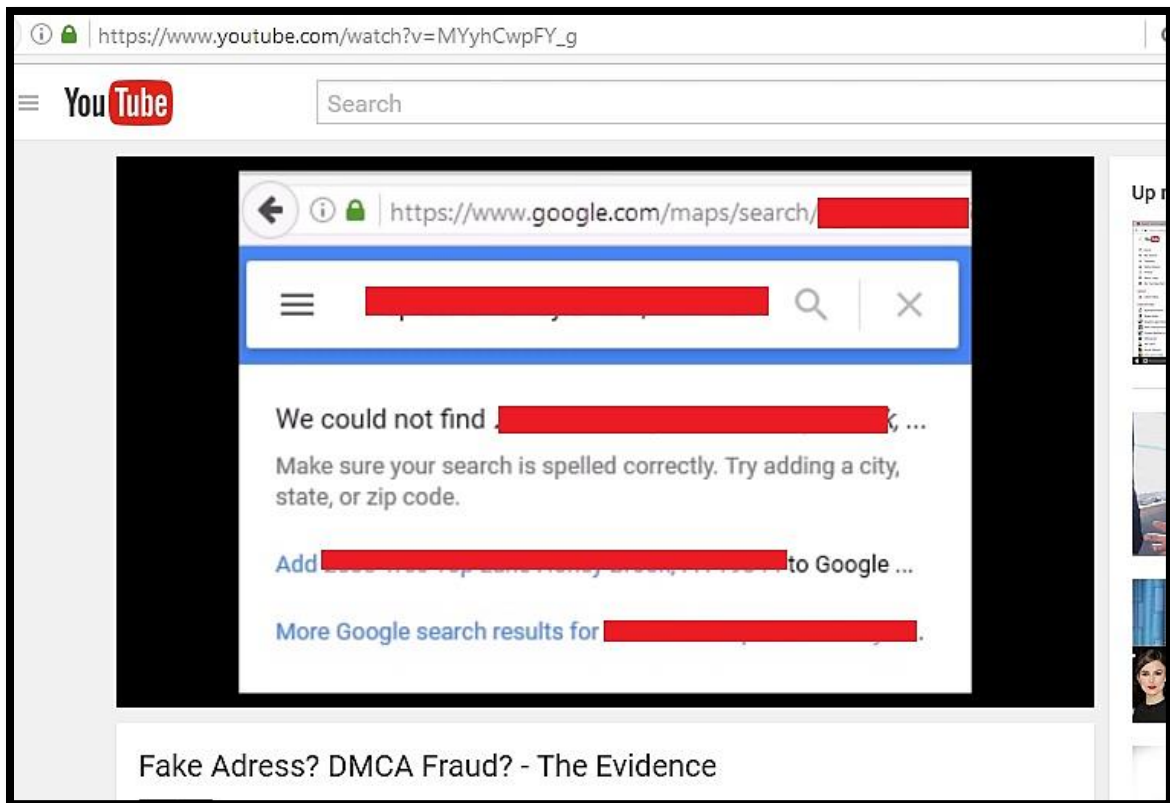 https://www.youtube.com/watch?v=MYyhCwpFY_g
YouTube
Search
Up
https://www.google.com/maps/search/
We could not find
k, ...
Make sure your search is spelled correctly. Try adding a city,
state, or zip code.
Add to Google ...
More Google search results for .
Fake Adress? DMCA Fraud? - The Evidence